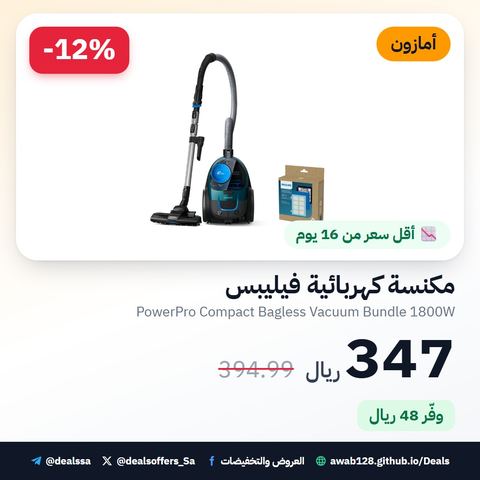 -12%
أمازون
PHILIPS
أقل سعر من 16 يوم
مكنسة كهربائية فيليبس
PowerPro Compact Bagless Vacuum Bundle 1800W
347 ريال 394.99
وفّر 48 ريال
@dealssa @dealsoffers_Sa العروض والتخفيضات awab128.github.io/Deals